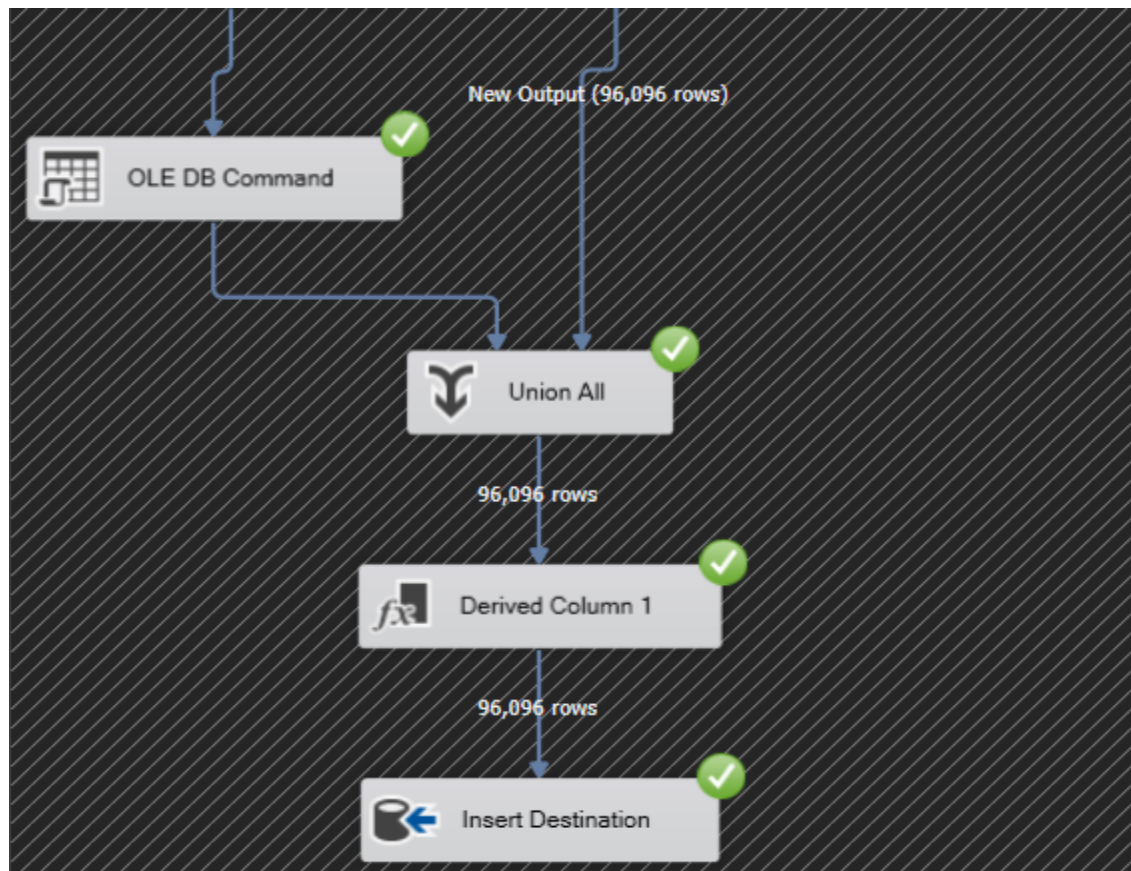 New Output (96,096 rows)
OLE DB Command
Union All
96,096 rows
fx Derived Column 1
96,096 rows
Insert Destination